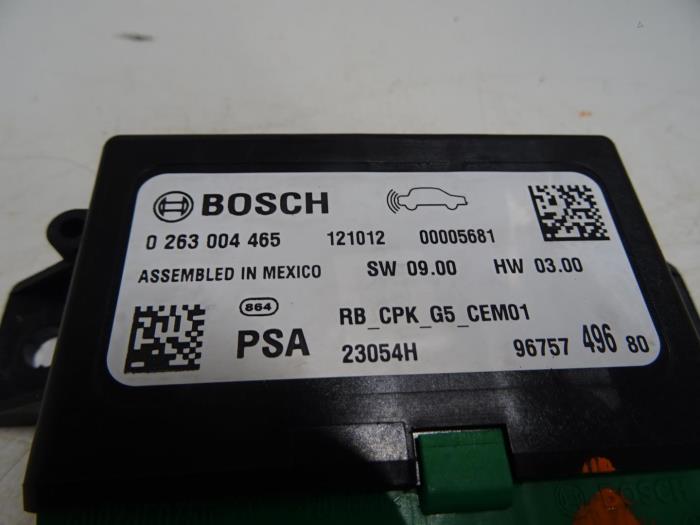 BOSCH
0 263 004 465 121012 00005681
ASSEMBLED IN MEXICO SW 09.00 HW 03.00
864 RB_CPK_G5_CEM01
PSA 23054H 96757 496 80
BOSCH